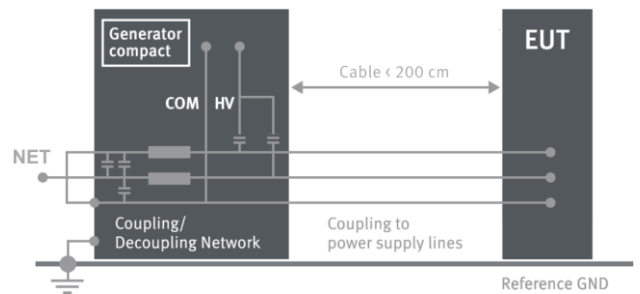 Generator
compact
EUT
Cable < 200 cm
COM HV
NET
Coupling/
Decoupling Network
Coupling to
power supply lines
Reference GND